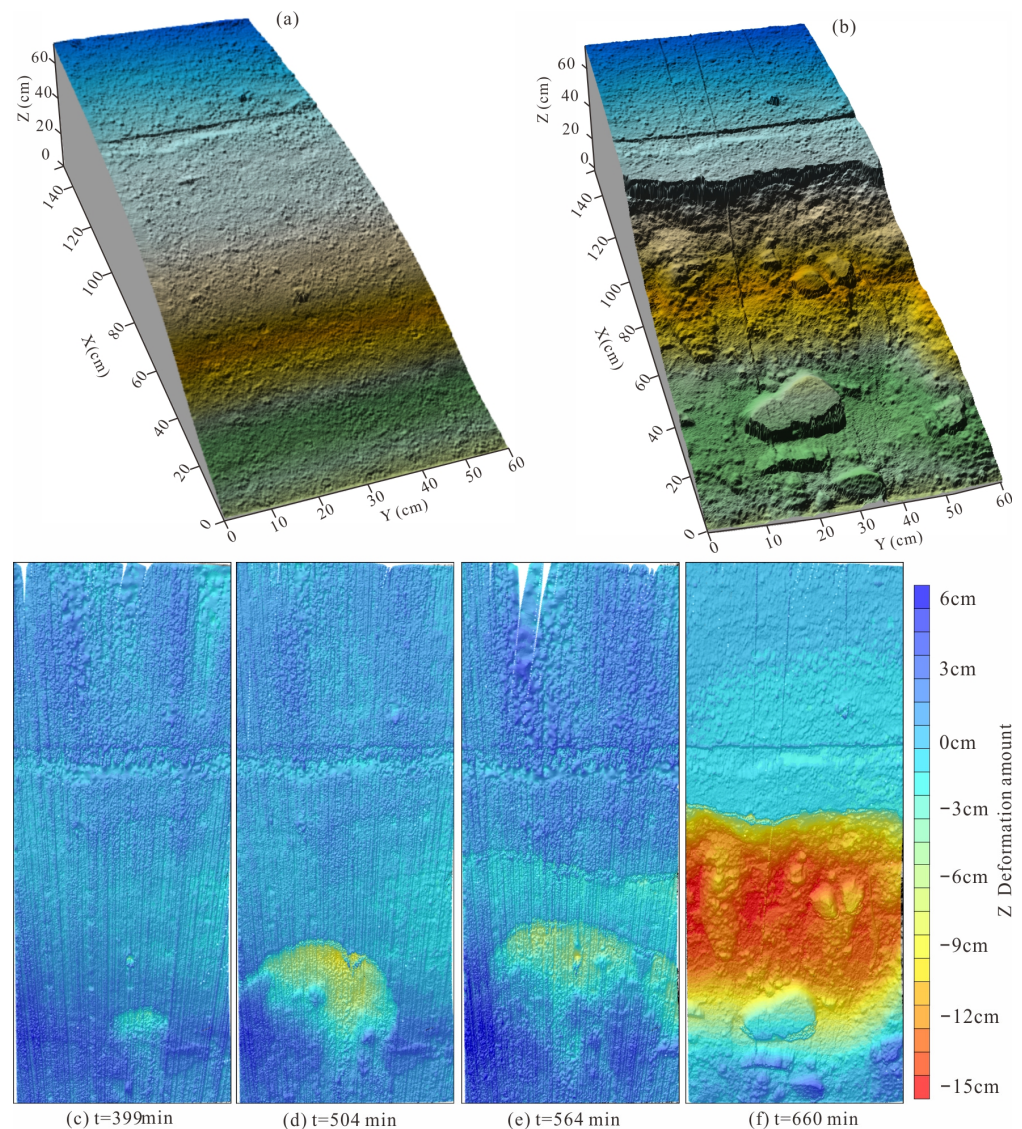 (a)
60
40
20
0
Z (cm)
140
120
100
80
60
40
20
0
X(cm)
0
10
20
30
40
50
60
Y (cm)
(b)
60
40
20
0
Z (cm)
140
120
100
80
60
40
20
0
X(cm)
0
10
20
30
40
50
60
Y (cm)
6cm
3cm
0cm
−3cm
−6cm
−9cm
−12cm
−15cm
Z Deformation amount
(c) t=399min
(d) t=504 min
(e) t=564 min
(f) t=660 min